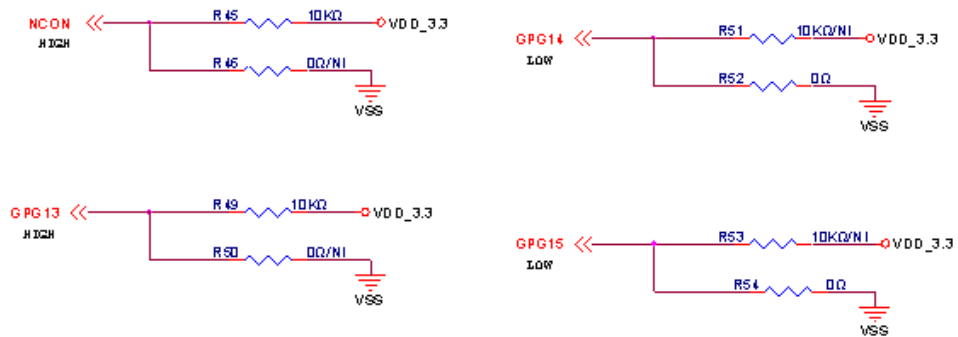 NCON R45 10KΩ VDD_3.3
HIGH
R46 0Ω/NI
VSS
GPG14 R51 10KΩ/NI VDD_3.3
LOW
R52 0Ω
VSS
GPG13 R49 10KΩ VDD_3.3
HIGH
R50 0Ω/NI
VSS
GPG15 R53 10KΩ/NI VDD_3.3
LOW
R54 0Ω
VSS